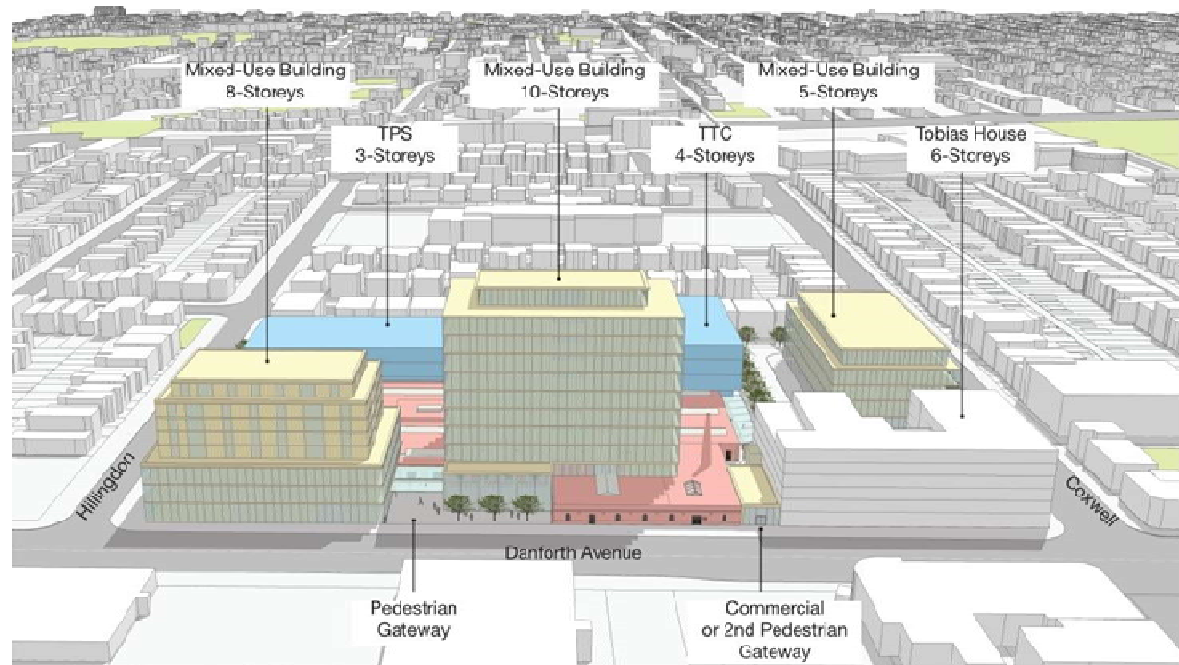 Mixed-Use Building
8-Storeys
Mixed-Use Building
10-Storeys
Mixed-Use Building
5-Storeys
TPS
3-Storeys
TTC
4-Storeys
Tobias House
6-Storeys
Hillingdon
Coxwell
Danforth Avenue
Pedestrian
Gateway
Commercial
or 2nd Pedestrian
Gateway